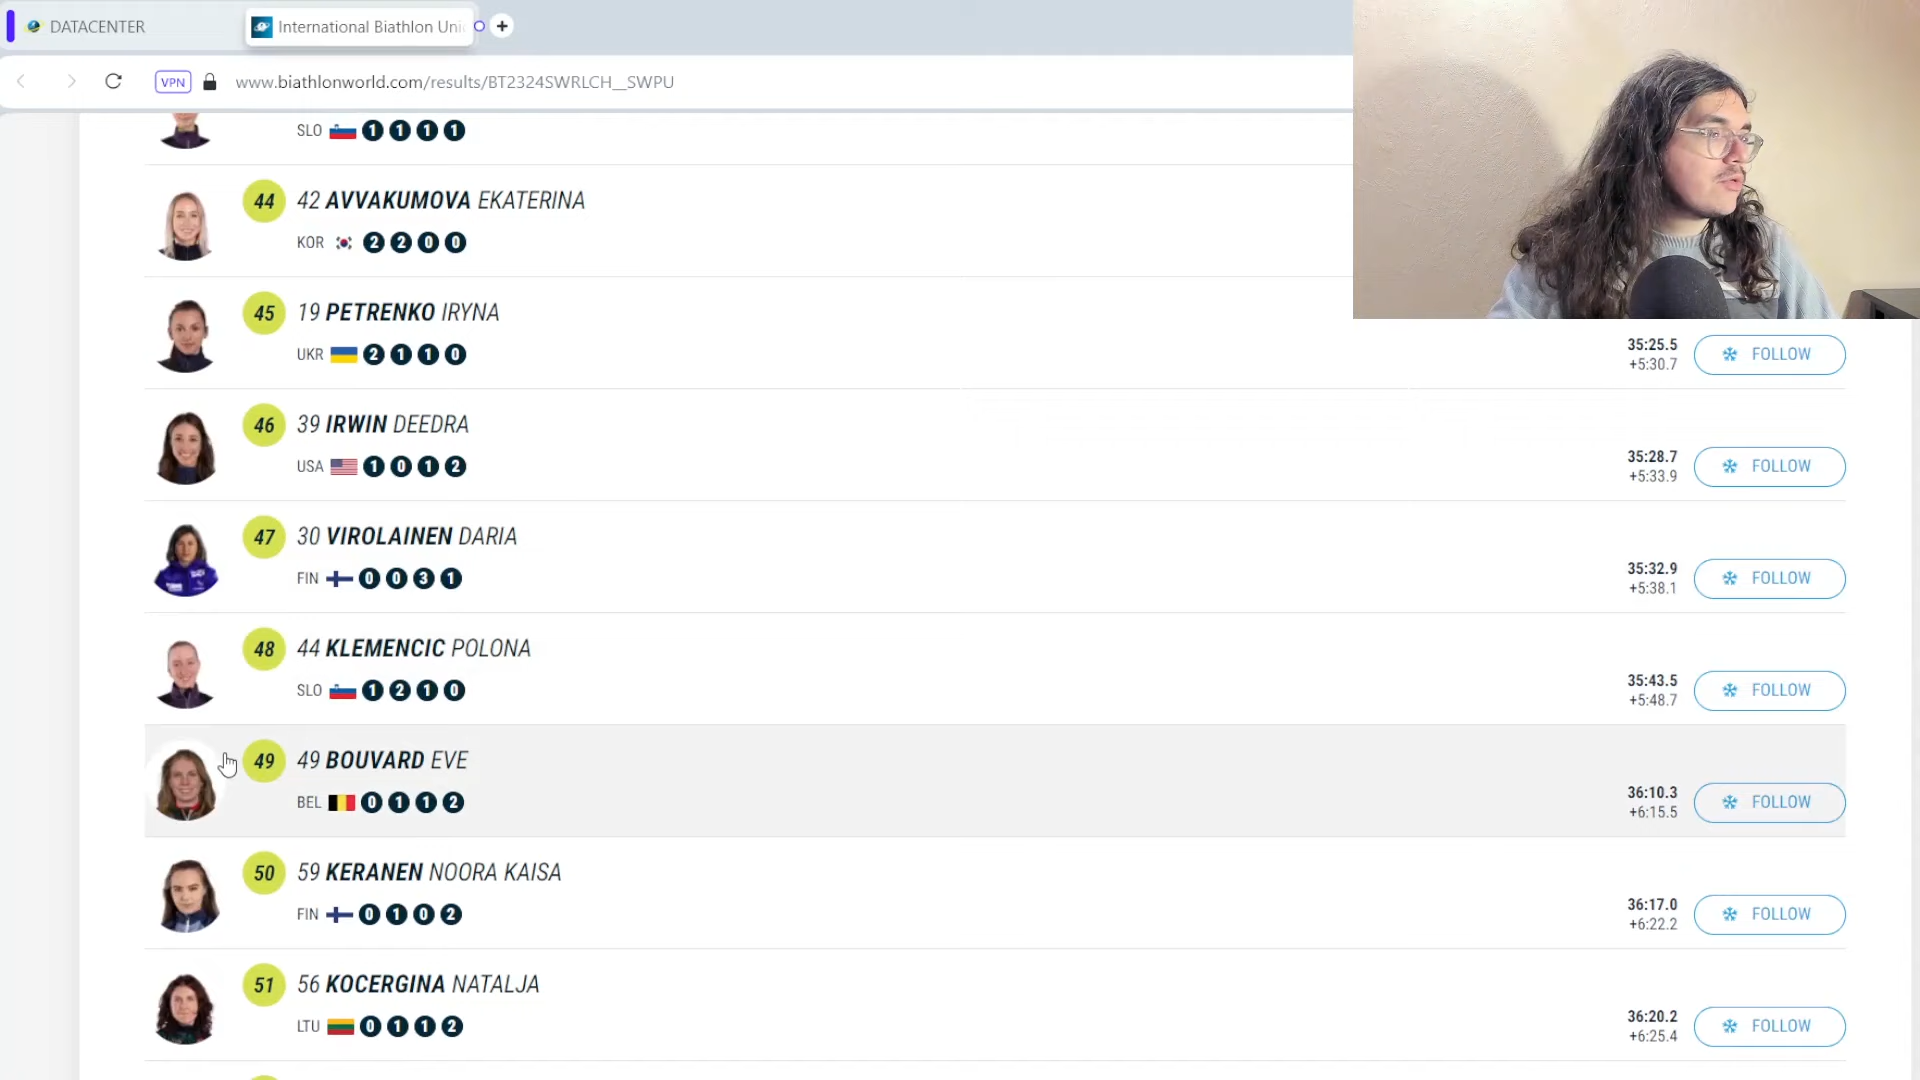 DATACENTER
International Biathlon Uni
VPN
www.biathlonworld.com/results/BT2324SWRLCH__SWPU
SLO 1 1 1 1
44 42 AVVAKUMOVA EKATERINA
KOR 2 2 0 0
45 19 PETRENKO IRYNA
UKR 2 1 1 0
35:25.5
+5:30.7
FOLLOW
46 39 IRWIN DEEDRA
USA 1 0 1 2
35:28.7
+5:33.9
FOLLOW
47 30 VIROLAINEN DARIA
FIN 0 0 3 1
35:32.9
+5:38.1
FOLLOW
48 44 KLEMENCIC POLONA
SLO 1 2 1 0
35:43.5
+5:48.7
FOLLOW
49 49 BOUVARD EVE
BEL 0 1 1 2
36:10.3
+6:15.5
FOLLOW
50 59 KERANEN NOORA KAISA
FIN 0 1 0 2
36:17.0
+6:22.2
FOLLOW
51 56 KOCERGINA NATALJA
LTU 0 1 1 2
36:20.2
+6:25.4
FOLLOW